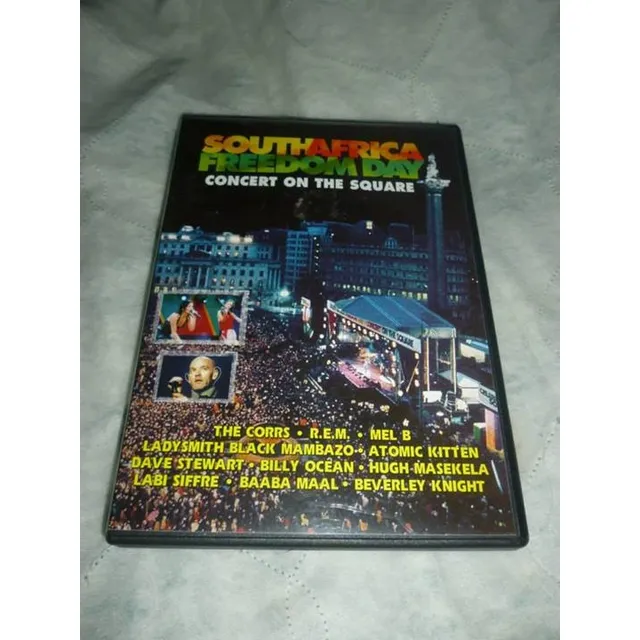 SOUTH AFRICA
FREEDOM DAY
CONCERT ON THE SQUARE
THE CORRS • R.E.M. • MEL B
LADYSMITH BLACK MAMBAZO • ATOMIC KITTEN
DAVE STEWART • BILLY OCEAN • HUGH MASEKELA
LABI SIFFRE • BAABA MAAL • BEVERLEY KNIGHT